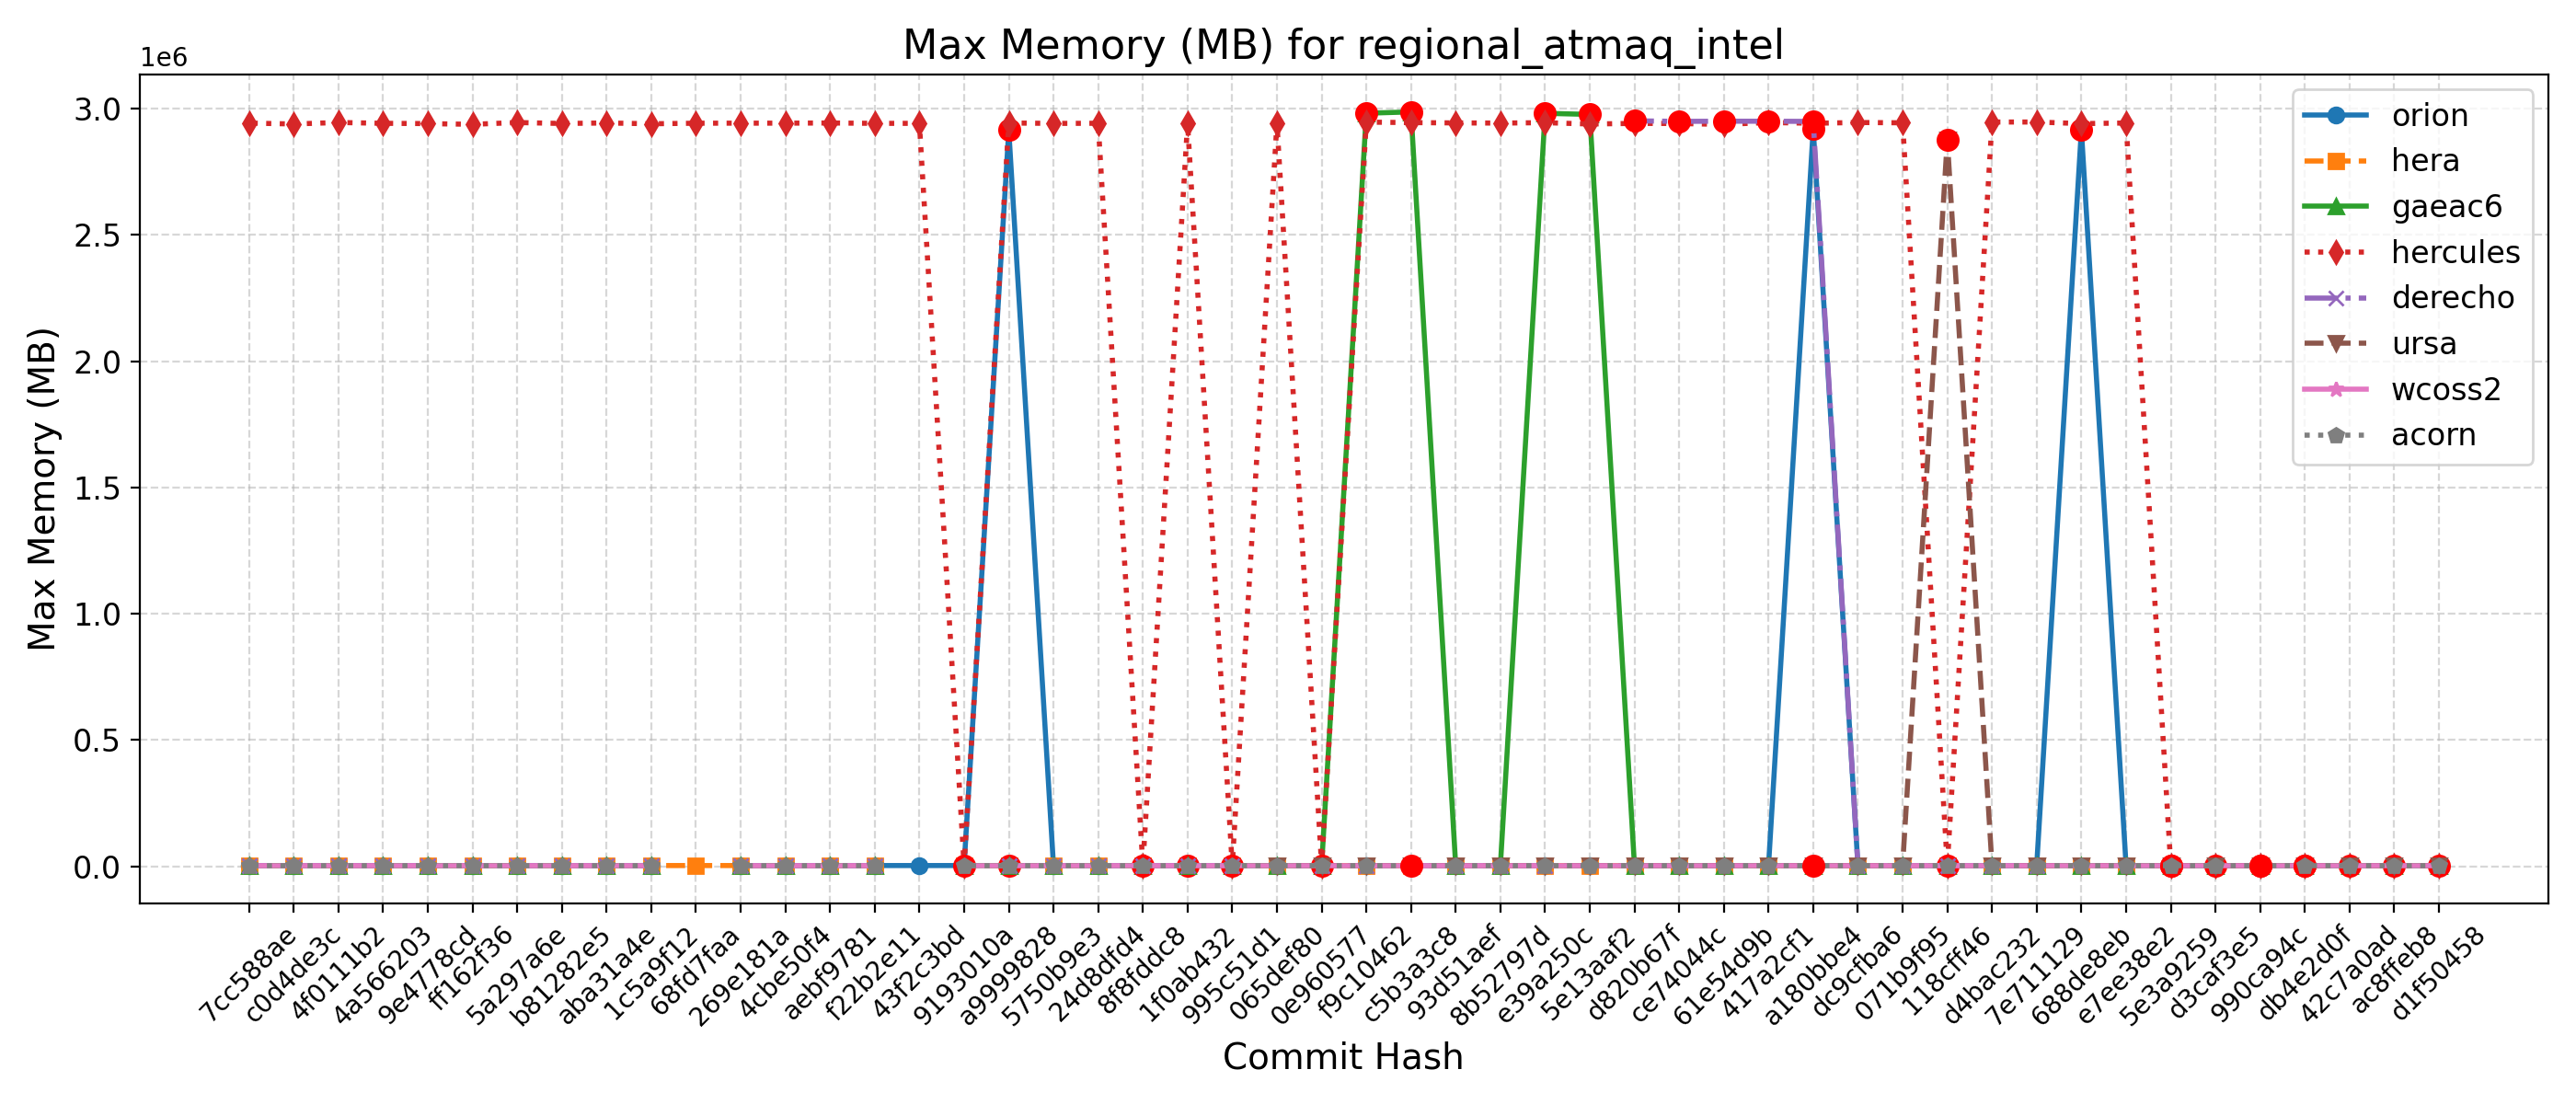 Max Memory (MB) for regional_atmaq_intel
1e6
3.0
2.5
2.0
1.5
1.0
0.5
0.0
Max Memory (MB)
orion
hera
gaeac6
hercules
derecho
ursa
wcoss2
acorn
7cc588ae
c0d4de3c
4f0111b2
4a566203
9e4778cd
ff162f36
5a297a6e
b81282e5
aba31a4e
1c5a9f12
68fd7faa
269e181a
4cbe50f4
aebf9781
f22b2e11
43f2c3bd
9193010a
a9999828
5750b9e3
24d8dfd4
8f8fddc8
1f0ab432
995c51d1
065def80
0e960577
f9c10462
c5b3a3c8
93d51aef
8b52797d
e39a250c
5e13aaf2
d820b67f
ce74044c
61e54d9b
417a2cf1
a180bbe4
dc9cfba6
071b9f95
118cff46
d4bac232
7e711129
688de8eb
e7ee38e2
5e3a9259
d3caf3e5
990ca94c
db4e2d0f
42c7a0ad
ac8ffeb8
d1f50458
Commit Hash